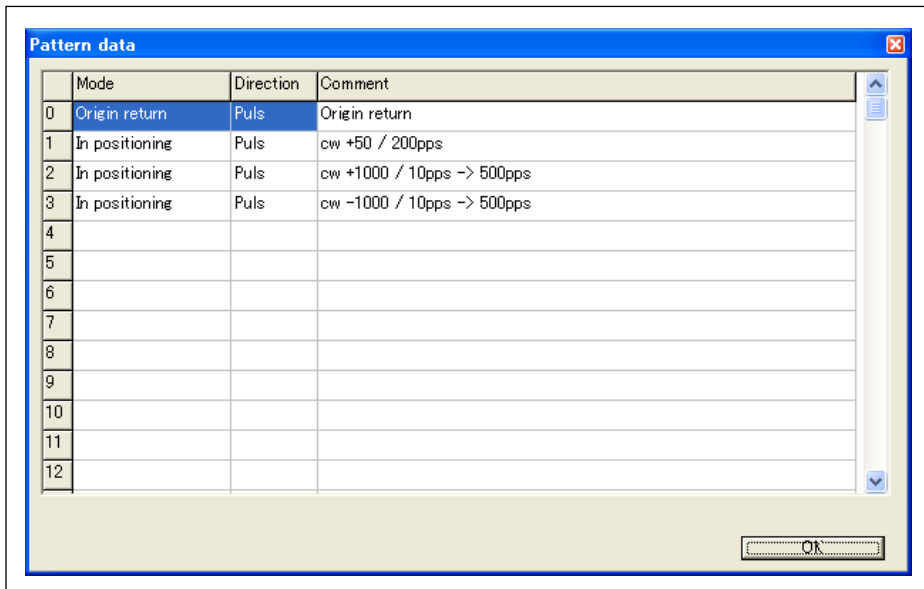 Pattern data
Mode Direction Comment
0 Origin return Puls Origin return
1 In positioning Puls cw +50 / 200pps
2 In positioning Puls cw +1000 / 10pps -> 500pps
3 In positioning Puls cw -1000 / 10pps -> 500pps
4
5
6
7
8
9
10
11
12
OK